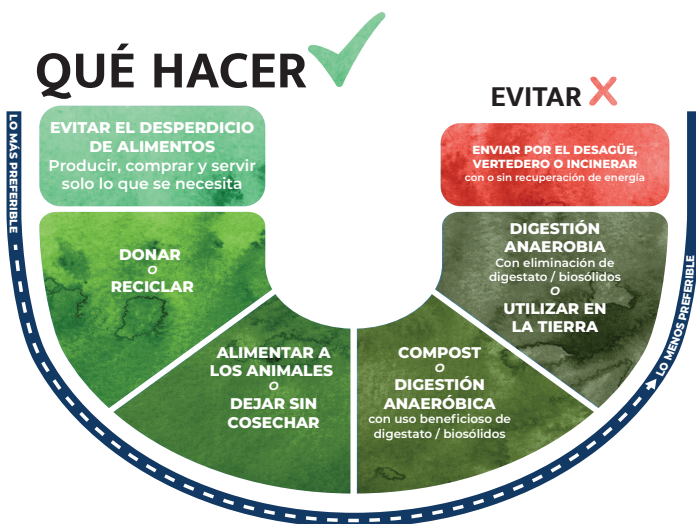 QUÉ HACER
EVITAR
LO MÁS PREFERIBLE
EVITAR EL DESPERDICIO
DE ALIMENTOS
Producir, comprar y servir
solo lo que se necesita
DONAR
O
RECICLAR
ALIMENTAR A
LOS ANIMALES
O
DEJAR SIN
COSECHAR
COMPOST
O
DIGESTIÓN
ANAERÓBICA
con uso beneficioso de
digestato / biosólidos
DIGESTIÓN
ANAEROBIA
Con eliminación de
digestato / biosólidos
O
UTILIZAR EN
LA TIERRA
ENVIAR POR EL DESAGÜE,
VERTEDERO O INCINERAR
con o sin recuperación de energía
LO MENOS PREFERIBLE